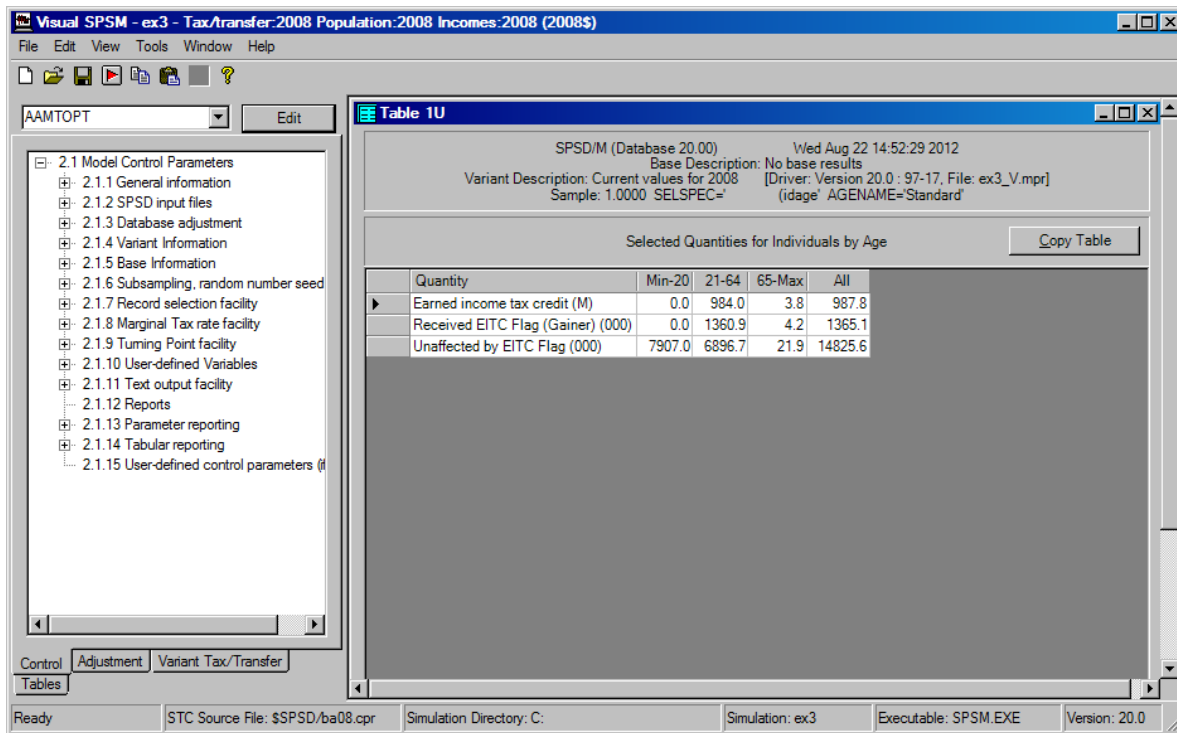 Visual SPSM - ex3 - Tax/transfer:2008 Population:2008 Incomes:2008 (2008$)
File Edit View Tools Window Help
AAMTOPT Edit
2.1 Model Control Parameters
2.1.1 General information
2.1.2 SPSD input files
2.1.3 Database adjustment
2.1.4 Variant Information
2.1.5 Base Information
2.1.6 Subsampling, random number seed
2.1.7 Record selection facility
2.1.8 Marginal Tax rate facility
2.1.9 Turning Point facility
2.1.10 User-defined Variables
2.1.11 Text output facility
2.1.12 Reports
2.1.13 Parameter reporting
2.1.14 Tabular reporting
2.1.15 User-defined control parameters (if
Control Adjustment Variant Tax/Transfer
Tables
Table 1U
SPSD/M (Database 20.00) Wed Aug 22 14:52:29 2012
Base Description: No base results
Variant Description: Current values for 2008 [Driver: Version 20.0 : 97-17, File: ex3_V.mpr]
Sample: 1.0000 SELSPEC=' (idage' AGENAME='Standard'
Selected Quantities for Individuals by Age Copy Table
Quantity Min-20 21-64 65-Max All
Earned income tax credit (M) 0.0 984.0 3.8 987.8
Received EITC Flag (Gainer) (000) 0.0 1360.9 4.2 1365.1
Unaffected by EITC Flag (000) 7907.0 6896.7 21.9 14825.6
Ready STC Source File: $SPSD/ba08.cpr Simulation Directory: C: Simulation: ex3 Executable: SPSM.EXE Version: 20.0